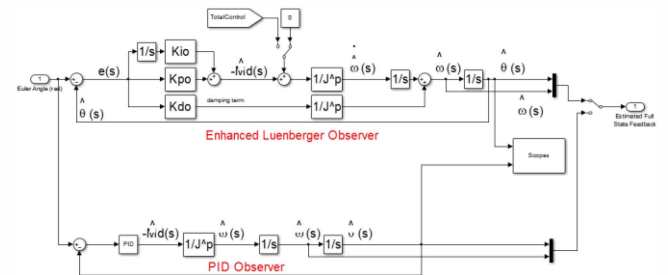 TotalControl
0
1/s
Kio
e(s)
Kpo
-M̂d(s)
1/J^p
ω̂(s)
1/s
ω̂(s)
1/s
θ̂(s)
1
Euler Angle (rad)
θ̂(s)
Kdo
damping term
1/J^p
ω̂(s)
1
Estimated Full
State Feedback
Enhanced Luenberger Observer
Scopes
PID
-M̂d(s)
1/J^p
ω̂(s)
1/s
ω̂(s)
1/s
PID Observer